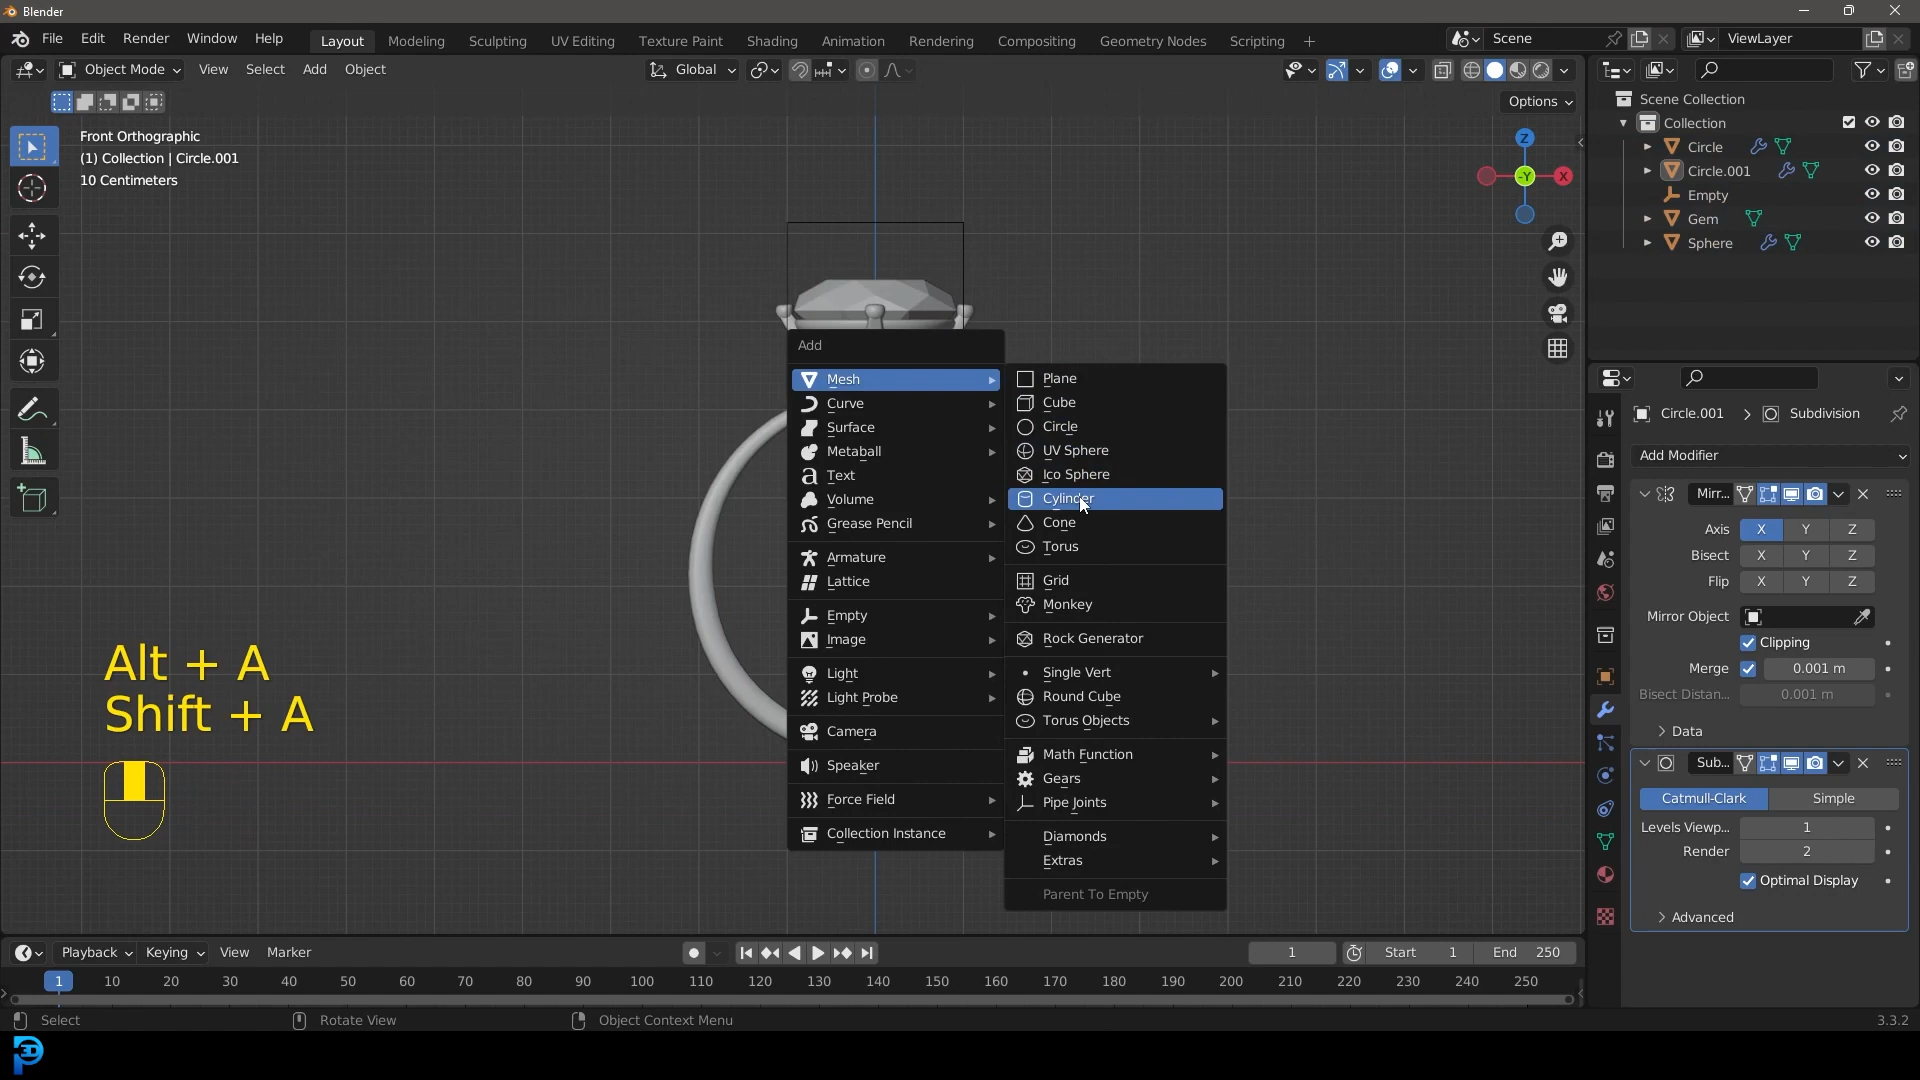 Blender
File Edit Render Window Help
Layout Modeling Sculpting UV Editing Texture Paint Shading Animation Rendering Compositing Geometry Nodes Scripting +
Scene
ViewLayer
Object Mode View Select Add Object
Global
Options
Front Orthographic
(1) Collection | Circle.001
10 Centimeters
Z
X
-Y
Scene Collection
Collection
Circle
Circle.001
Empty
Gem
Sphere
Add
Mesh
Curve
Surface
Metaball
Text
Volume
Grease Pencil
Armature
Lattice
Empty
Image
Light
Light Probe
Camera
Speaker
Force Field
Collection Instance
Plane
Cube
Circle
UV Sphere
Ico Sphere
Cylinder
Cone
Torus
Grid
Monkey
Rock Generator
Single Vert
Round Cube
Torus Objects
Math Function
Gears
Pipe Joints
Diamonds
Extras
Parent To Empty
Alt + A
Shift + A
Circle.001 > Subdivision
Add Modifier
Mirr...
Axis X Y Z
Bisect X Y Z
Flip X Y Z
Mirror Object
Clipping
Merge 0.001 m
Bisect Distan... 0.001 m
> Data
Sub...
Catmull-Clark Simple
Levels Viewp... 1
Render 2
Optimal Display
> Advanced
Playback Keying View Marker
1 Start 1 End 250
1 10 20 30 40 50 60 70 80 90 100 110 120 130 140 150 160 170 180 190 200 210 220 230 240 250
Select Rotate View Object Context Menu
3.3.2
3D